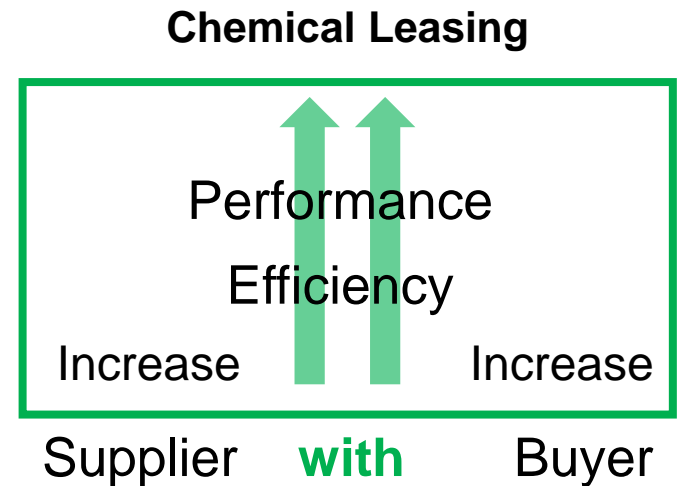 Chemical Leasing
Performance
Efficiency
Increase Increase
Supplier with Buyer